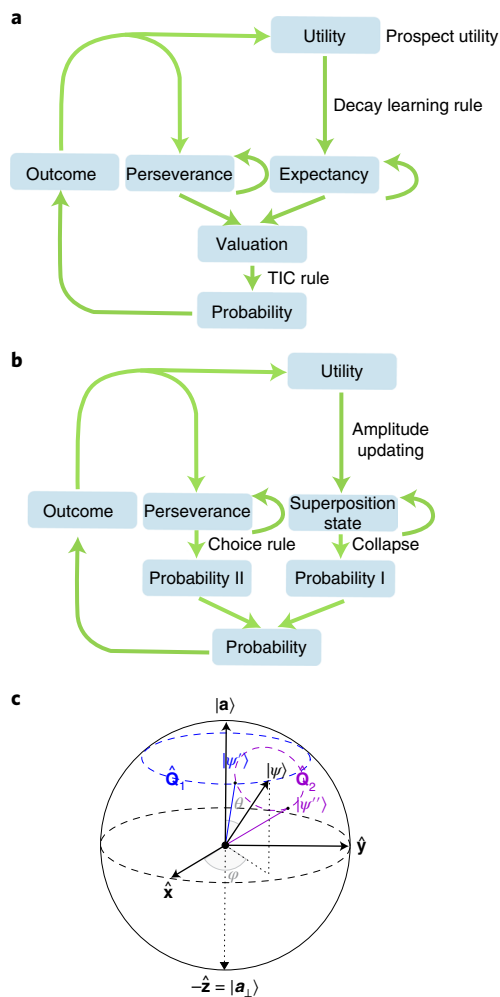 a
Utility
Prospect utility
Decay learning rule
Outcome
Perseverance
Expectancy
Valuation
TIC rule
Probability
b
Utility
Amplitude
updating
Outcome
Perseverance
Superposition
state
Choice rule
Collapse
Probability II
Probability I
Probability
c
|a⟩
Q̂₁
|ψ′⟩
|ψ⟩
Q̂₂
θ
|ψ′′⟩
ŷ
x̂
φ
−ẑ = |a⊥⟩